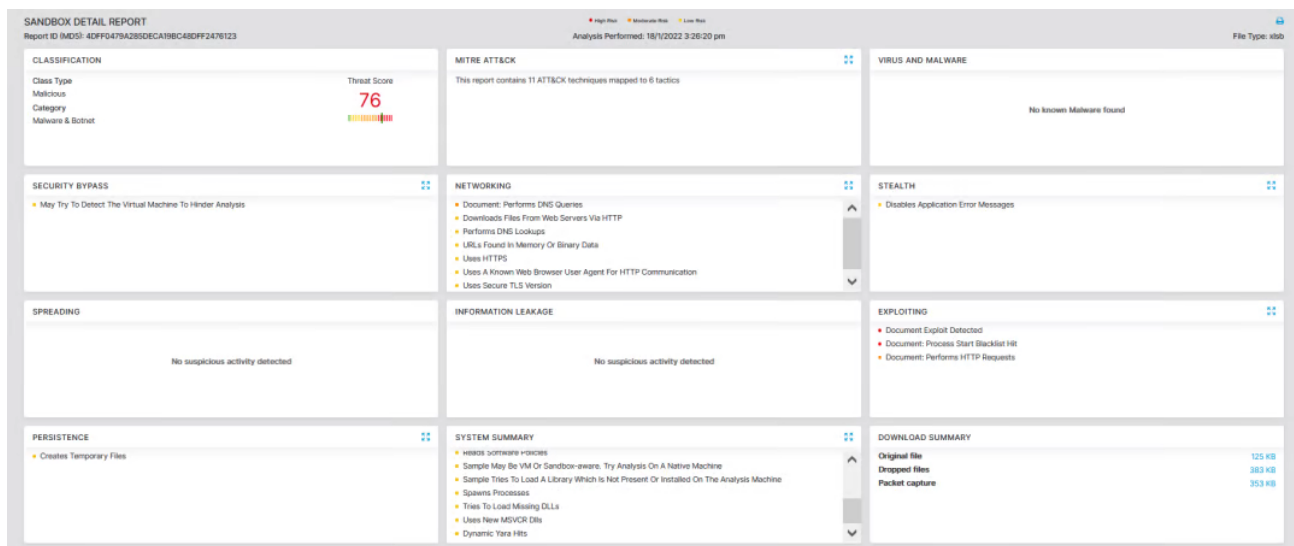 SANDBOX DETAIL REPORT
High Risk Moderate Risk Low Risk
Report ID (MD5): 4DFF0479A285DECA19BC48DFF2476123
Analysis Performed: 18/1/2022 3:26:20 pm
File Type: xlsb
CLASSIFICATION
Class Type
Malicious
Category
Malware & Botnet
Threat Score
76
MITRE ATT&CK
This report contains 11 ATT&CK techniques mapped to 6 tactics
VIRUS AND MALWARE
No known Malware found
SECURITY BYPASS
May Try To Detect The Virtual Machine To Hinder Analysis
NETWORKING
Document: Performs DNS Queries
Downloads Files From Web Servers Via HTTP
Performs DNS Lookups
URLs Found In Memory Or Binary Data
Uses HTTPS
Uses A Known Web Browser User Agent For HTTP Communication
Uses Secure TLS Version
STEALTH
Disables Application Error Messages
SPREADING
No suspicious activity detected
INFORMATION LEAKAGE
No suspicious activity detected
EXPLOITING
Document Exploit Detected
Document: Process Start Blacklist Hit
Document: Performs HTTP Requests
PERSISTENCE
Creates Temporary Files
SYSTEM SUMMARY
Reads Software Policies
Sample May Be VM Or Sandbox-aware, Try Analysis On A Native Machine
Sample Tries To Load A Library Which Is Not Present Or Installed On The Analysis Machine
Spawns Processes
Tries To Load Missing DLLs
Uses New MSVCR Dlls
Dynamic Yara Hits
DOWNLOAD SUMMARY
Original file 125 KB
Dropped files 383 KB
Packet capture 353 KB